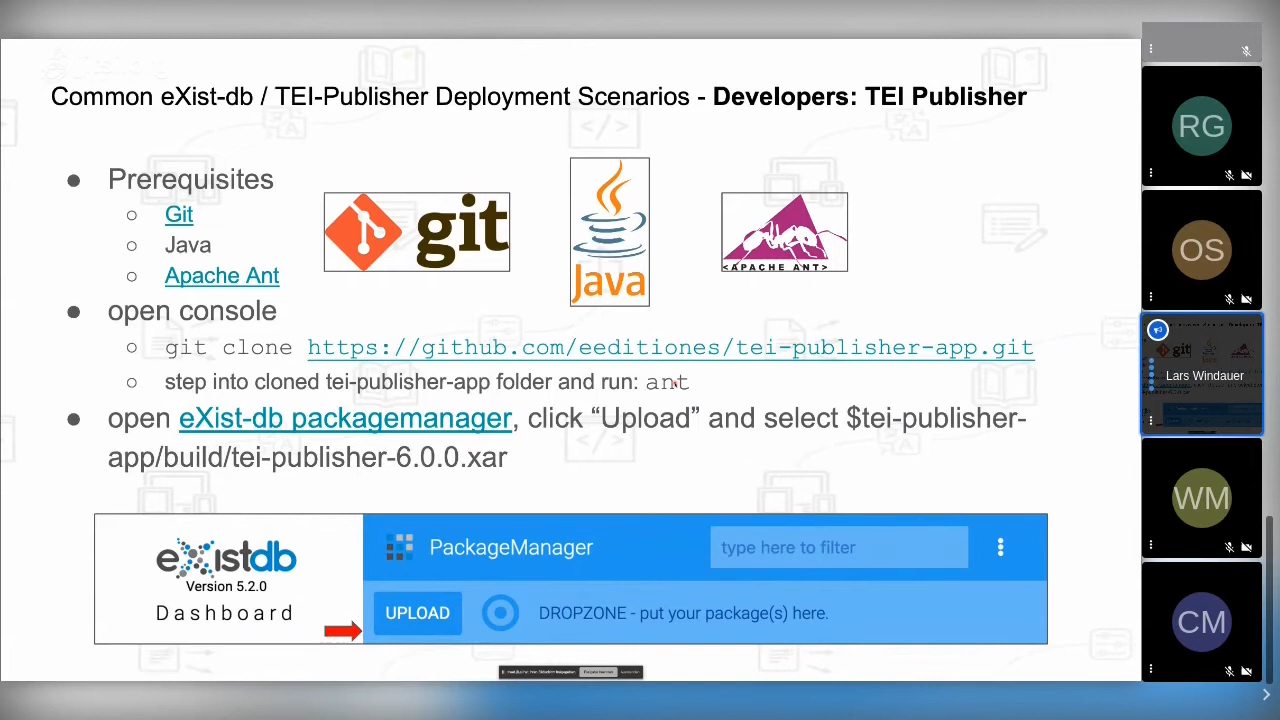 Common eXist-db / TEI-Publisher Deployment Scenarios - Developers: TEI Publisher
● Prerequisites
○ Git
○ Java
○ Apache Ant
git
Java
<APACHE ANT>
● open console
○ git clone https://github.com/eeditiones/tei-publisher-app.git
○ step into cloned tei-publisher-app folder and run: ant
● open eXist-db packagemanager, click “Upload” and select $tei-publisher-
app/build/tei-publisher-6.0.0.xar
eXistdb
Version 5.2.0
Dashboard
PackageManager
type here to filter
UPLOAD
DROPZONE - put your package(s) here.
RG
OS
Lars Windauer
WM
CM